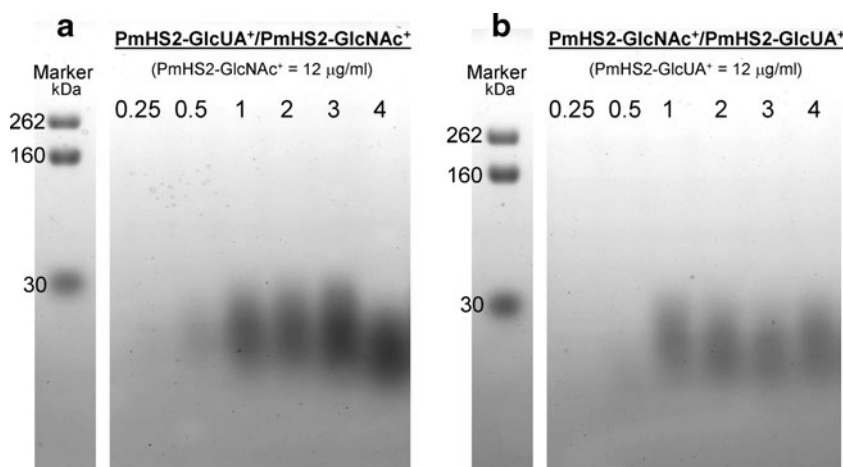 a
PmHS2-GlcUA⁺/PmHS2-GlcNAc⁺
(PmHS2-GlcNAc⁺ = 12 μg/ml)
Marker
kDa
0.25 0.5 1 2 3 4
262
160
30
b
PmHS2-GlcNAc⁺/PmHS2-GlcUA⁺
(PmHS2-GlcUA⁺ = 12 μg/ml)
Marker
kDa
0.25 0.5 1 2 3 4
262
160
30